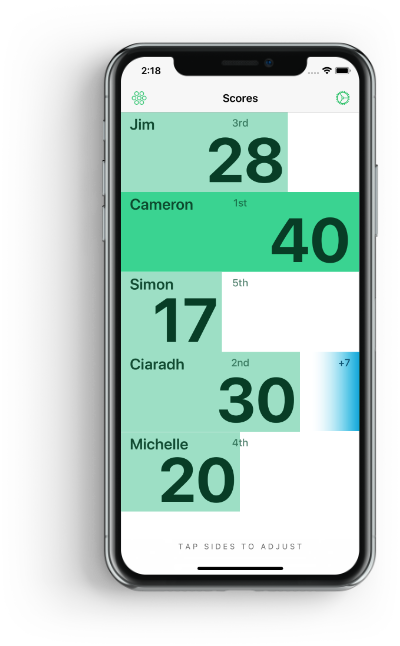 2:18
Scores
Jim 3rd
28
Cameron 1st
40
Simon 5th
17
Ciaradh 2nd +7
30
Michelle 4th
20
TAP SIDES TO ADJUST